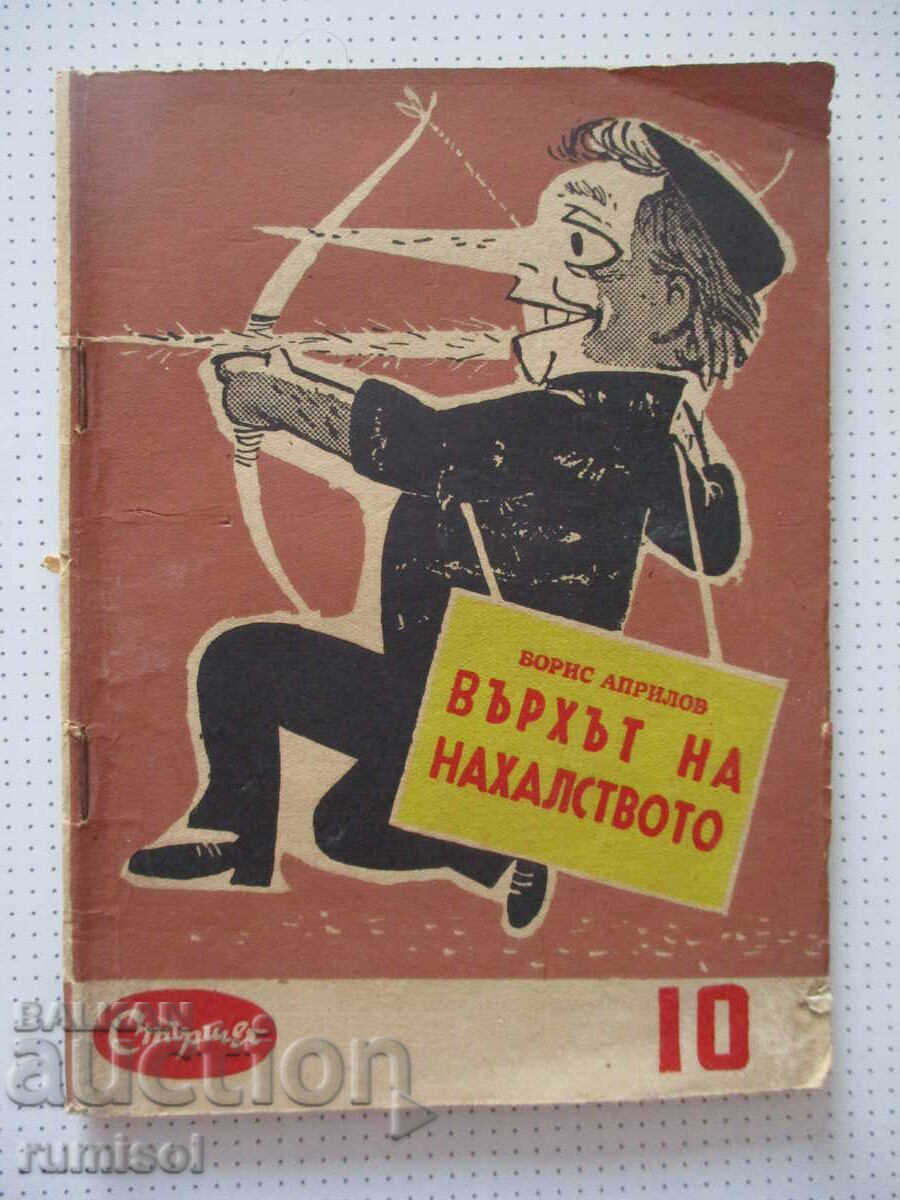 БОРИС АПРИЛОВ
ВЪРХЪТ НА
НАХАЛСТВОТО
Стършел
10
BALKAN
auction
rumisol